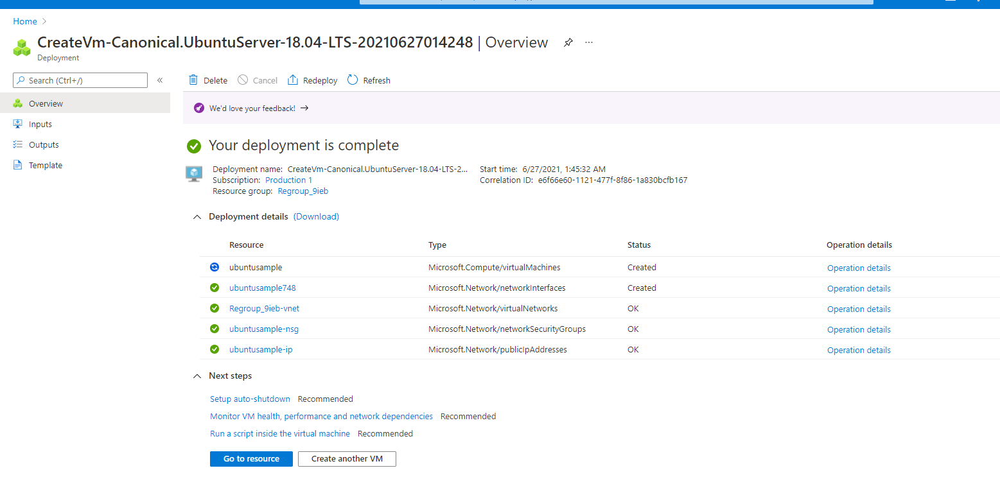 Home
CreateVm-Canonical.UbuntuServer-18.04-LTS-20210627014248 | Overview
Deployment
Search (Ctrl+/)
Delete Cancel Redeploy Refresh
Overview
Inputs
Outputs
Template
We'd love your feedback!
Your deployment is complete
Deployment name: CreateVm-Canonical.UbuntuServer-18.04-LTS-2... Start time: 6/27/2021, 1:45:32 AM
Subscription: Production 1 Correlation ID: e6f66e60-1121-477f-8f86-1a830bcfb167
Resource group: Regroup_9ieb
Deployment details (Download)
Resource Type Status Operation details
ubuntusample Microsoft.Compute/virtualMachines Created Operation details
ubuntusample748 Microsoft.Network/networkInterfaces Created Operation details
Regroup_9ieb-vnet Microsoft.Network/virtualNetworks OK Operation details
ubuntusample-nsg Microsoft.Network/networkSecurityGroups OK Operation details
ubuntusample-ip Microsoft.Network/publicIpAddresses OK Operation details
Next steps
Setup auto-shutdown Recommended
Monitor VM health, performance and network dependencies Recommended
Run a script inside the virtual machine Recommended
Go to resource Create another VM